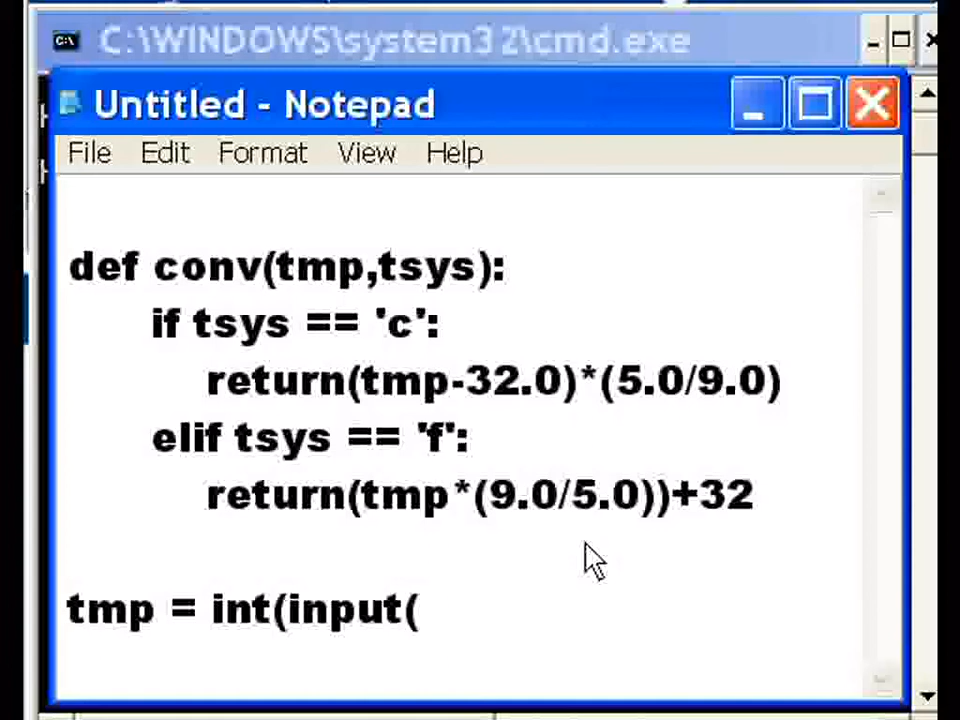 C:\WINDOWS\system32\cmd.exe
Untitled - Notepad
File Edit Format View Help
def conv(tmp,tsys):
if tsys == 'c':
return(tmp-32.0)*(5.0/9.0)
elif tsys == 'f':
return(tmp*(9.0/5.0))+32
tmp = int(input(